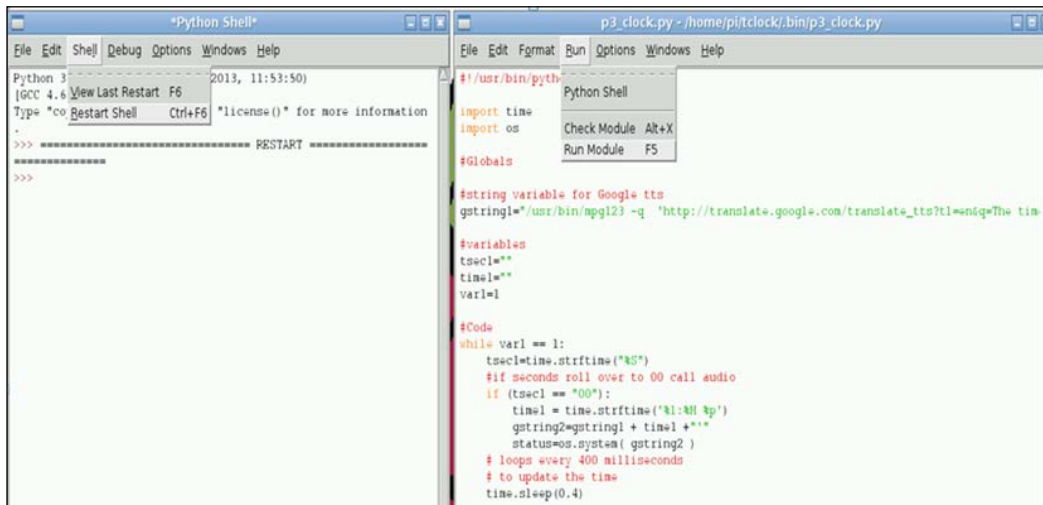 *Python Shell*
File Edit Shell Debug Options Windows Help
Python 3 2013, 11:53:50)
[GCC 4.6
View Last Restart F6
Type "co "license()" for more information
Restart Shell Ctrl+F6
.
>>> ================================ RESTART ==================
==============
>>>
p3_clock.py - /home/pi/tclock/.bin/p3_clock.py
File Edit Format Run Options Windows Help
#!/usr/bin/pyth
Python Shell
import time
import os
Check Module Alt+X
Run Module F5
#Globals
#string variable for Google tts
gstring1="/usr/bin/mpg123 -q 'http://translate.google.com/translate_tts?tl=en&q=The tim
#variables
tsec1=""
time1=""
var1=1
#Code
while var1 == 1:
tsec1=time.strftime("%S")
#if seconds roll over to 00 call audio
if (tsec1 == "00"):
time1 = time.strftime('%l:%M %p')
gstring2=gstring1 + time1 +"'"
status=os.system( gstring2 )
# loops every 400 milliseconds
# to update the time
time.sleep(0.4)